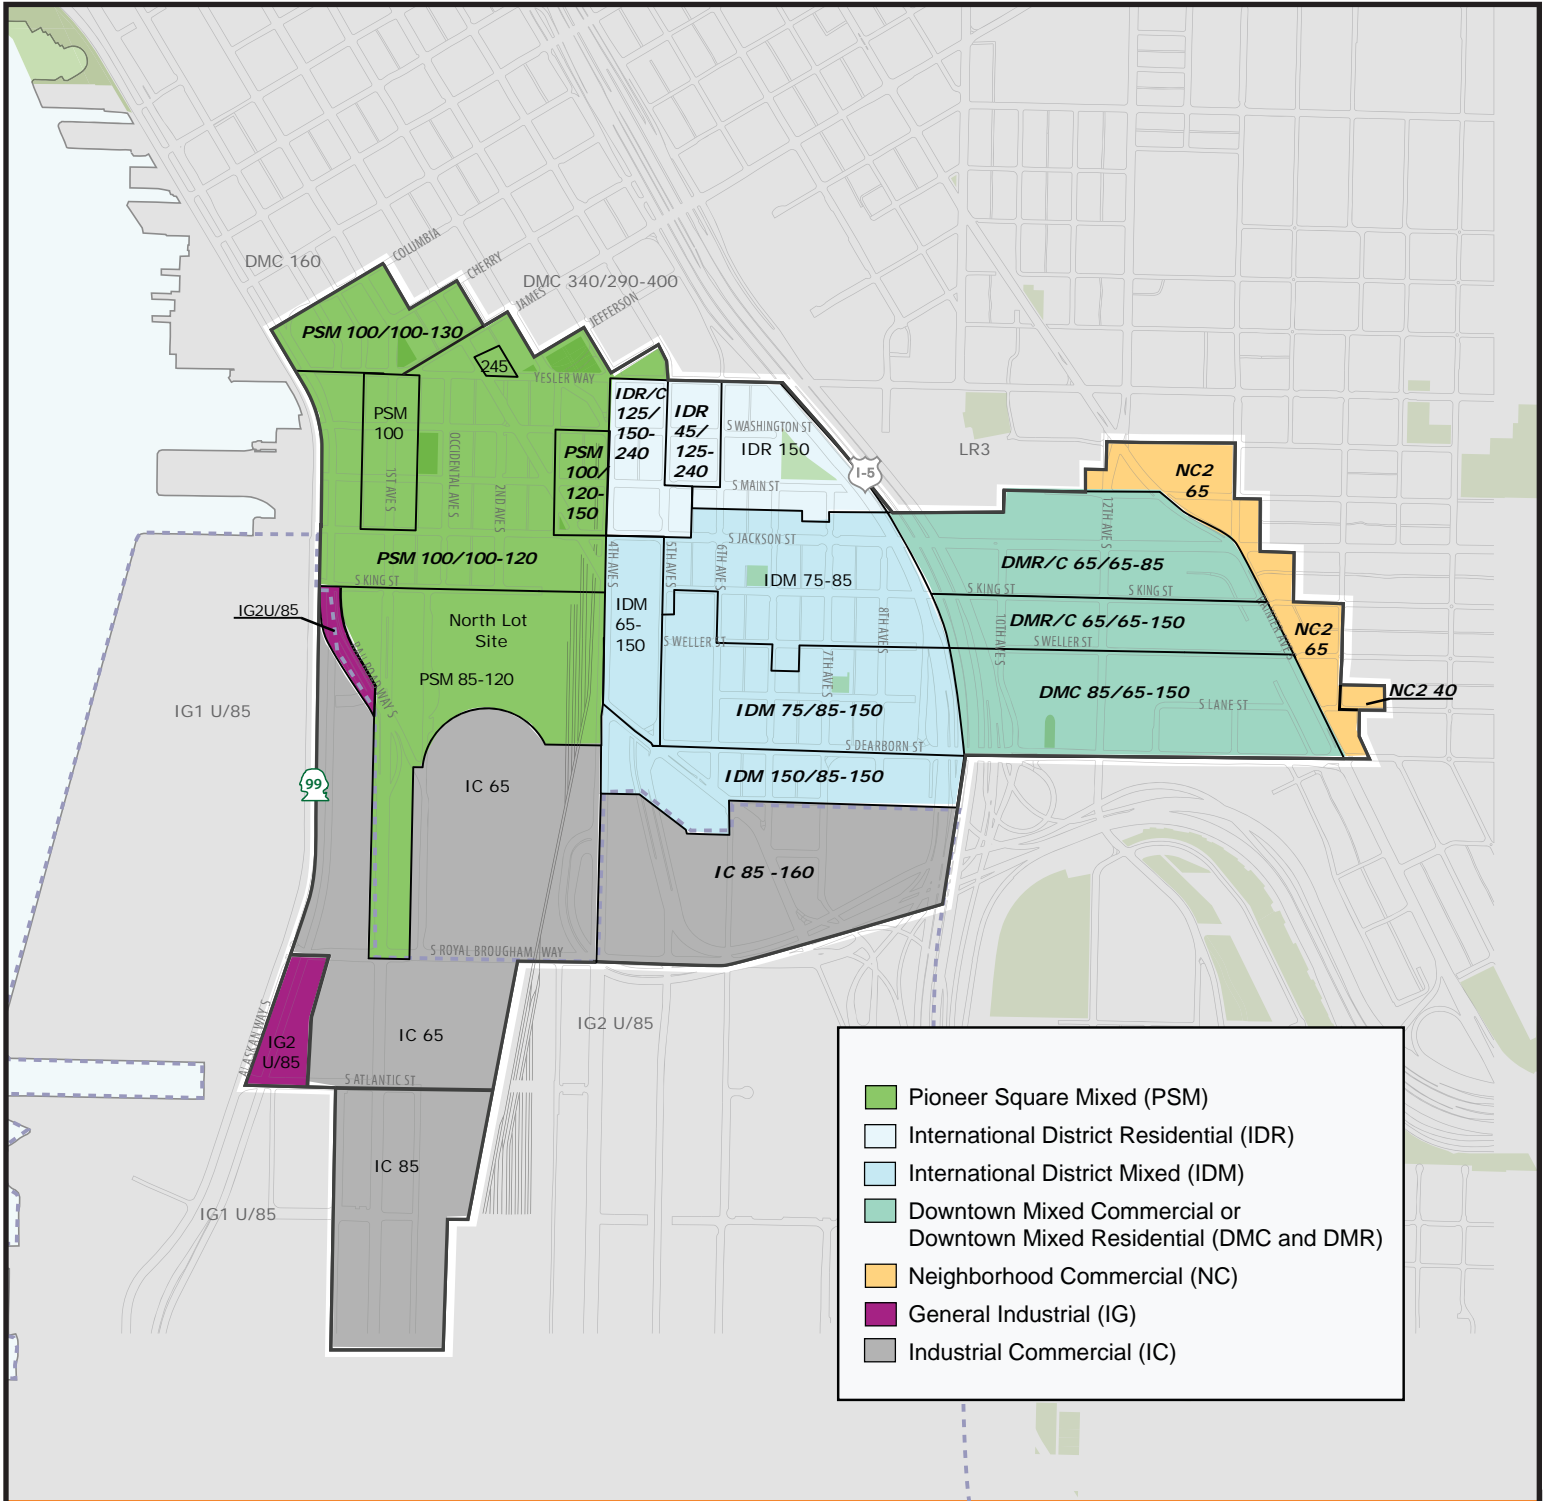 COLUMBIA
DMC 160
CHERRY
DMC 340/290-400
JAMES
JEFFERSON
PSM 100/100-130
245
YESLER WAY
PSM
100
IDR/C
125/
150-
240
IDR
45/
125-
240
S WASHINGTON ST
IDR 150
LR3
I-5
PSM
100/
120-
150
1ST AVE S
OCCIDENTAL AVE S
2ND AVE S
S MAIN ST
NC2
65
12TH AVE S
S JACKSON ST
PSM 100/100-120
4TH AVE S
5TH AVE S
6TH AVE S
IDM 75-85
DMR/C 65/65-85
S KING ST
S KING ST
S KING ST
IG2U/85
North Lot
Site
IDM
65-
150
8TH AVE S
10TH AVE S
DMR/C 65/65-150
RAINIER AVE S
NC2
65
S WELLER ST
S WELLER ST
RAILROAD WAY S
PSM 85-120
7TH AVE S
DMC 85/65-150
NC2 40
S LANE ST
IG1 U/85
IDM 75/85-150
S DEARBORN ST
99
IC 65
IDM 150/85-150
IC 85 -160
S ROYAL BROUGHAM WAY
ALASKAN WAY S
IG2
U/85
IC 65
IG2 U/85
S ATLANTIC ST
IC 85
IG1 U/85
Pioneer Square Mixed (PSM)
International District Residential (IDR)
International District Mixed (IDM)
Downtown Mixed Commercial or
Downtown Mixed Residential (DMC and DMR)
Neighborhood Commercial (NC)
General Industrial (IG)
Industrial Commercial (IC)